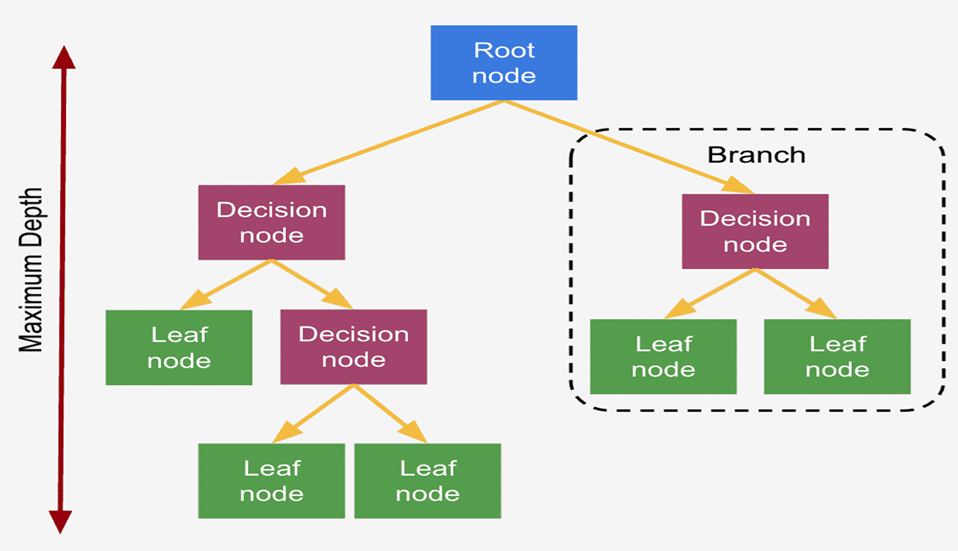 Root
node
Branch
Decision
node
Decision
node
Maximum Depth
Leaf
node
Decision
node
Leaf
node
Leaf
node
Leaf
node
Leaf
node